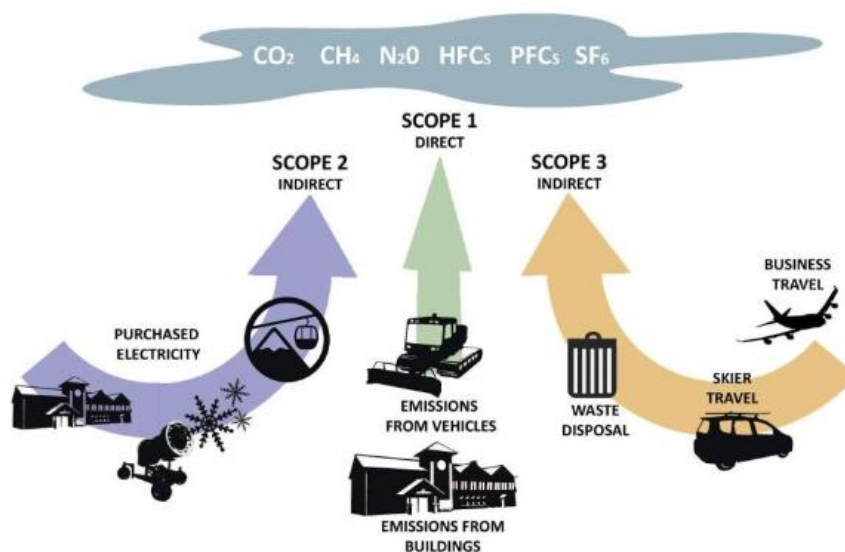 CO₂ CH₄ N₂0 HFCs PFCs SF₆
SCOPE 1
DIRECT
SCOPE 2
INDIRECT
SCOPE 3
INDIRECT
PURCHASED
ELECTRICITY
EMISSIONS
FROM VEHICLES
EMISSIONS FROM
BUILDINGS
WASTE
DISPOSAL
SKIER
TRAVEL
BUSINESS
TRAVEL